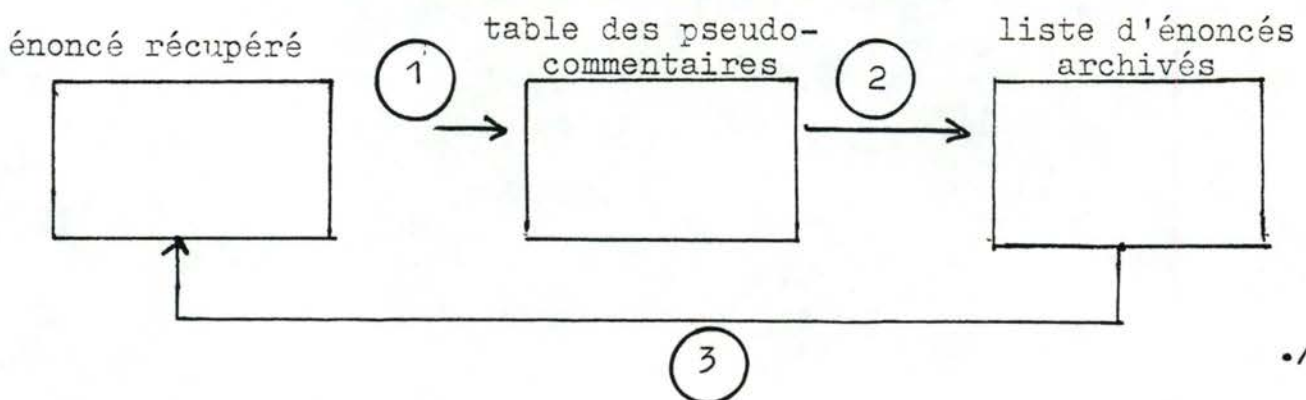 énoncé récupéré
1
table des pseudo-
commentaires
2
liste d'énoncés
archivés
3
./